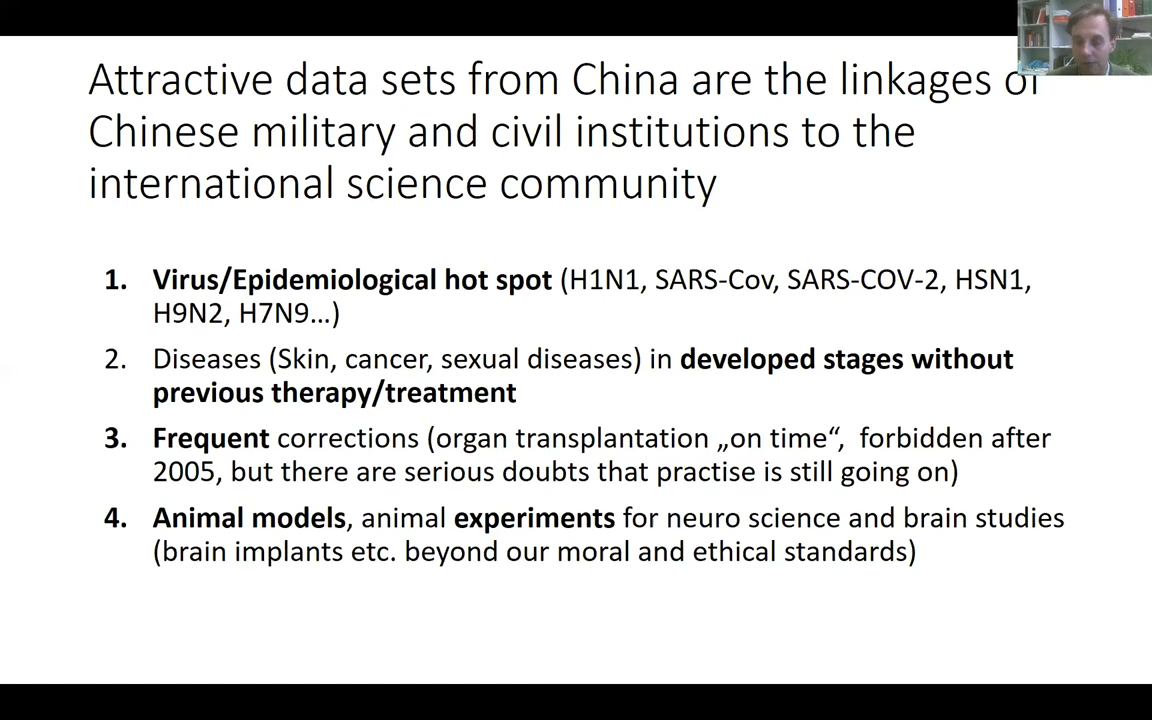 Attractive data sets from China are the linkages of
Chinese military and civil institutions to the
international science community
1. Virus/Epidemiological hot spot (H1N1, SARS-Cov, SARS-COV-2, HSN1,
H9N2, H7N9…)
2. Diseases (Skin, cancer, sexual diseases) in developed stages without
previous therapy/treatment
3. Frequent corrections (organ transplantation „on time“, forbidden after
2005, but there are serious doubts that practise is still going on)
4. Animal models, animal experiments for neuro science and brain studies
(brain implants etc. beyond our moral and ethical standards)